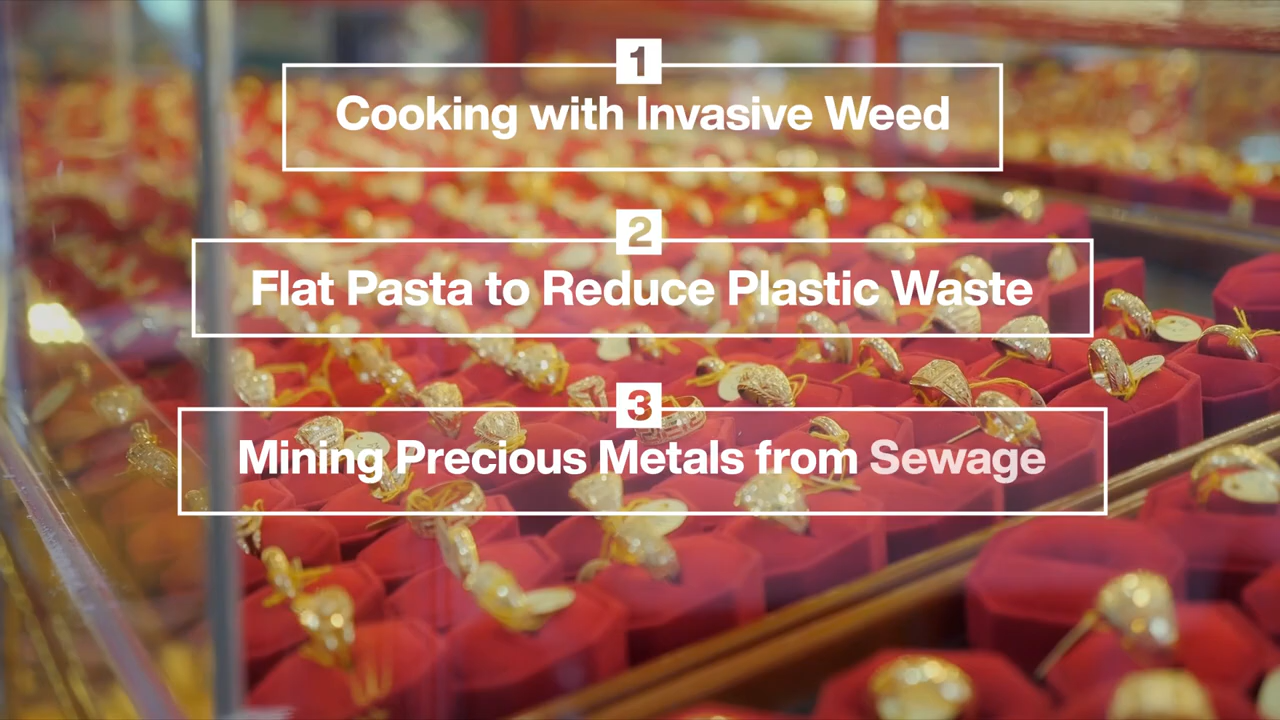 1
Cooking with Invasive Weed
2
Flat Pasta to Reduce Plastic Waste
3
Mining Precious Metals from Sewage